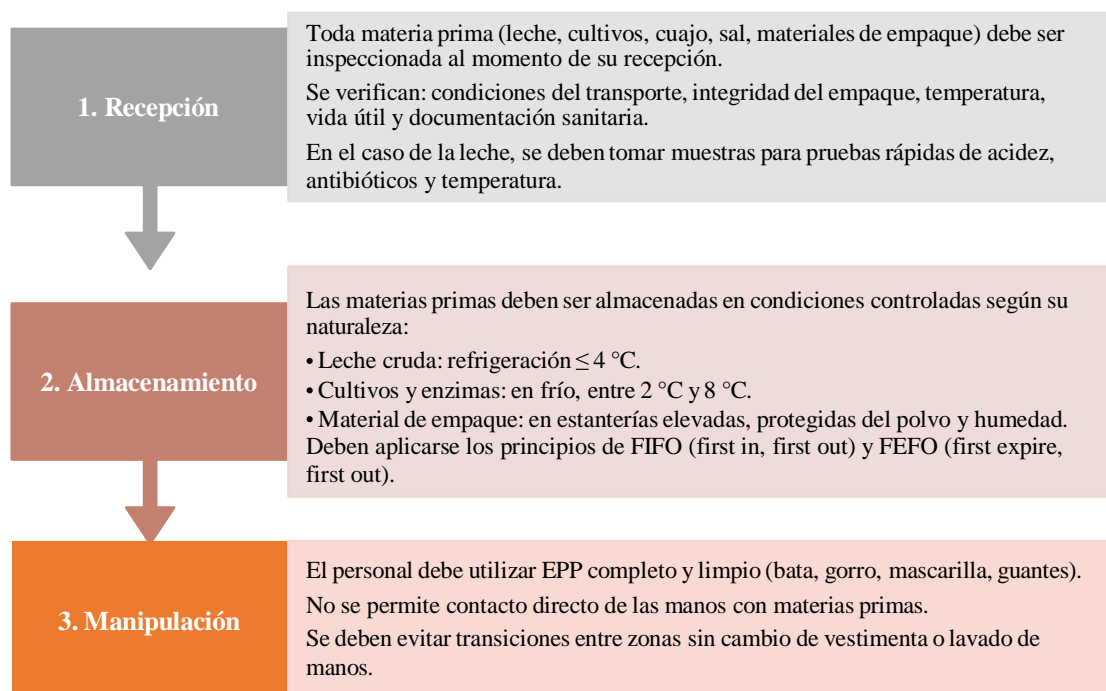 1. Recepción
Toda materia prima (leche, cultivos, cuajo, sal, materiales de empaque) debe ser
inspeccionada al momento de su recepción.
Se verifican: condiciones del transporte, integridad del empaque, temperatura,
vida útil y documentación sanitaria.
En el caso de la leche, se deben tomar muestras para pruebas rápidas de acidez,
antibióticos y temperatura.
2. Almacenamiento
Las materias primas deben ser almacenadas en condiciones controladas según su
naturaleza:
• Leche cruda: refrigeración ≤ 4 °C.
• Cultivos y enzimas: en frío, entre 2 °C y 8 °C.
• Material de empaque: en estanterías elevadas, protegidas del polvo y humedad.
Deben aplicarse los principios de FIFO (first in, first out) y FEFO (first expire,
first out).
3. Manipulación
El personal debe utilizar EPP completo y limpio (bata, gorro, mascarilla, guantes).
No se permite contacto directo de las manos con materias primas.
Se deben evitar transiciones entre zonas sin cambio de vestimenta o lavado de
manos.